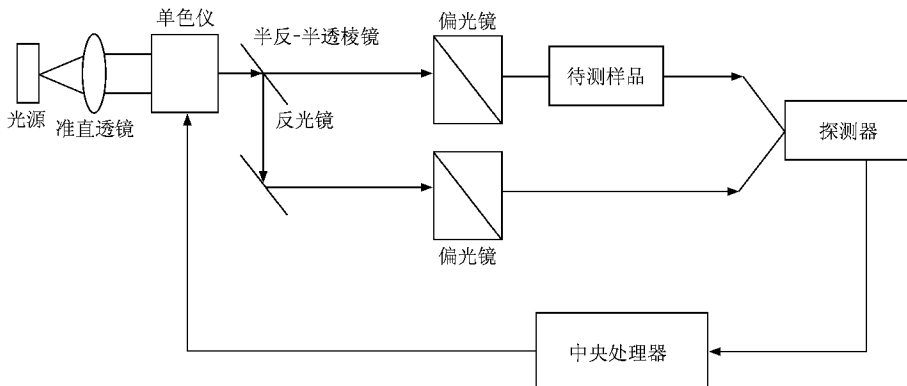 单色仪
偏光镜
半反-半透棱镜
待测样品
光源
准直透镜
反光镜
探测器
偏光镜
中央处理器